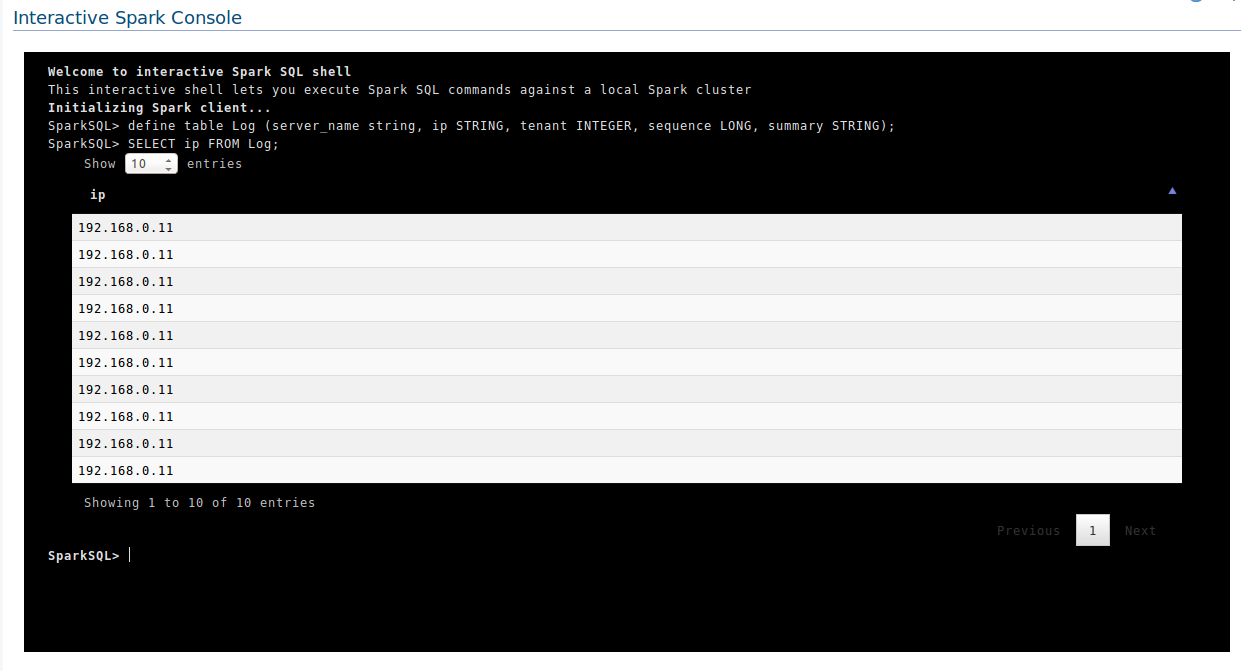 Interactive Spark Console
Welcome to interactive Spark SQL shell
This interactive shell lets you execute Spark SQL commands against a local Spark cluster
Initializing Spark client...
SparkSQL> define table Log (server_name string, ip STRING, tenant INTEGER, sequence LONG, summary STRING);
SparkSQL> SELECT ip FROM Log;
Show 10 entries
ip
192.168.0.11
192.168.0.11
192.168.0.11
192.168.0.11
192.168.0.11
192.168.0.11
192.168.0.11
192.168.0.11
192.168.0.11
192.168.0.11
Showing 1 to 10 of 10 entries
Previous 1 Next
SparkSQL>